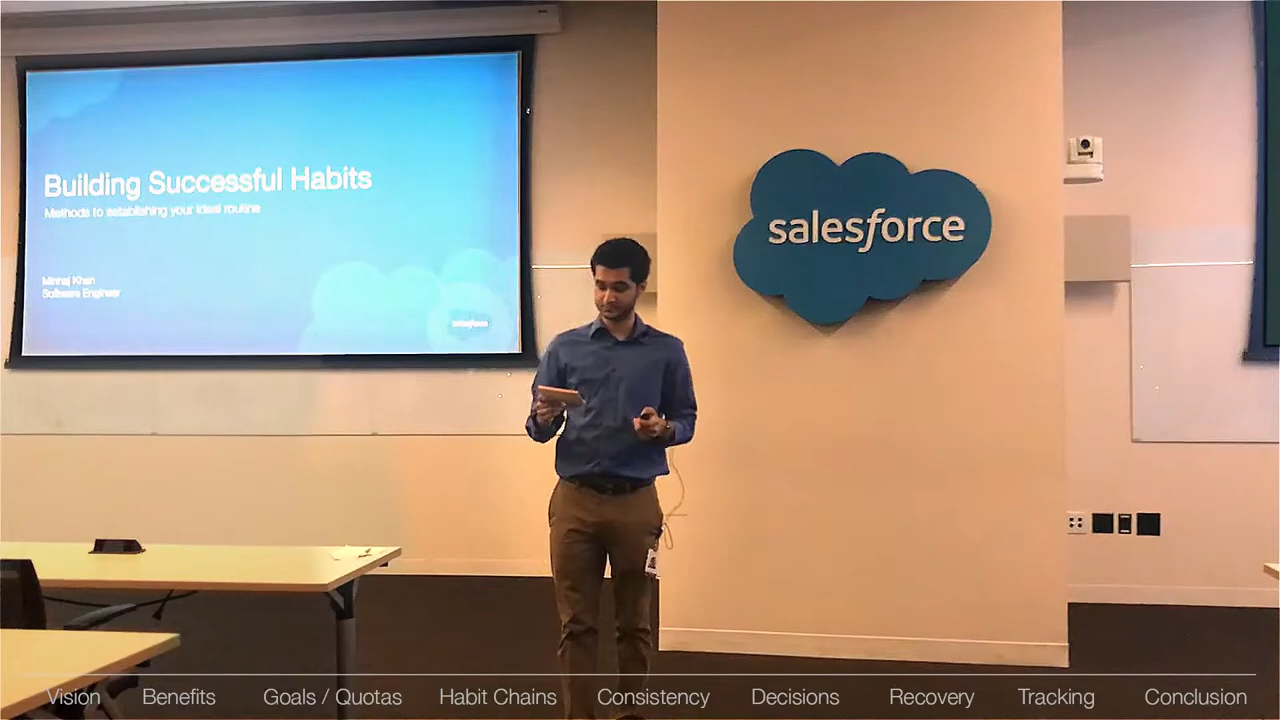 Building Successful Habits
Methods to establishing your ideal routine
Minhaj Khan
Software Engineer
salesforce
salesforce
Vision Benefits Goals / Quotas Habit Chains Consistency Decisions Recovery Tracking Conclusion